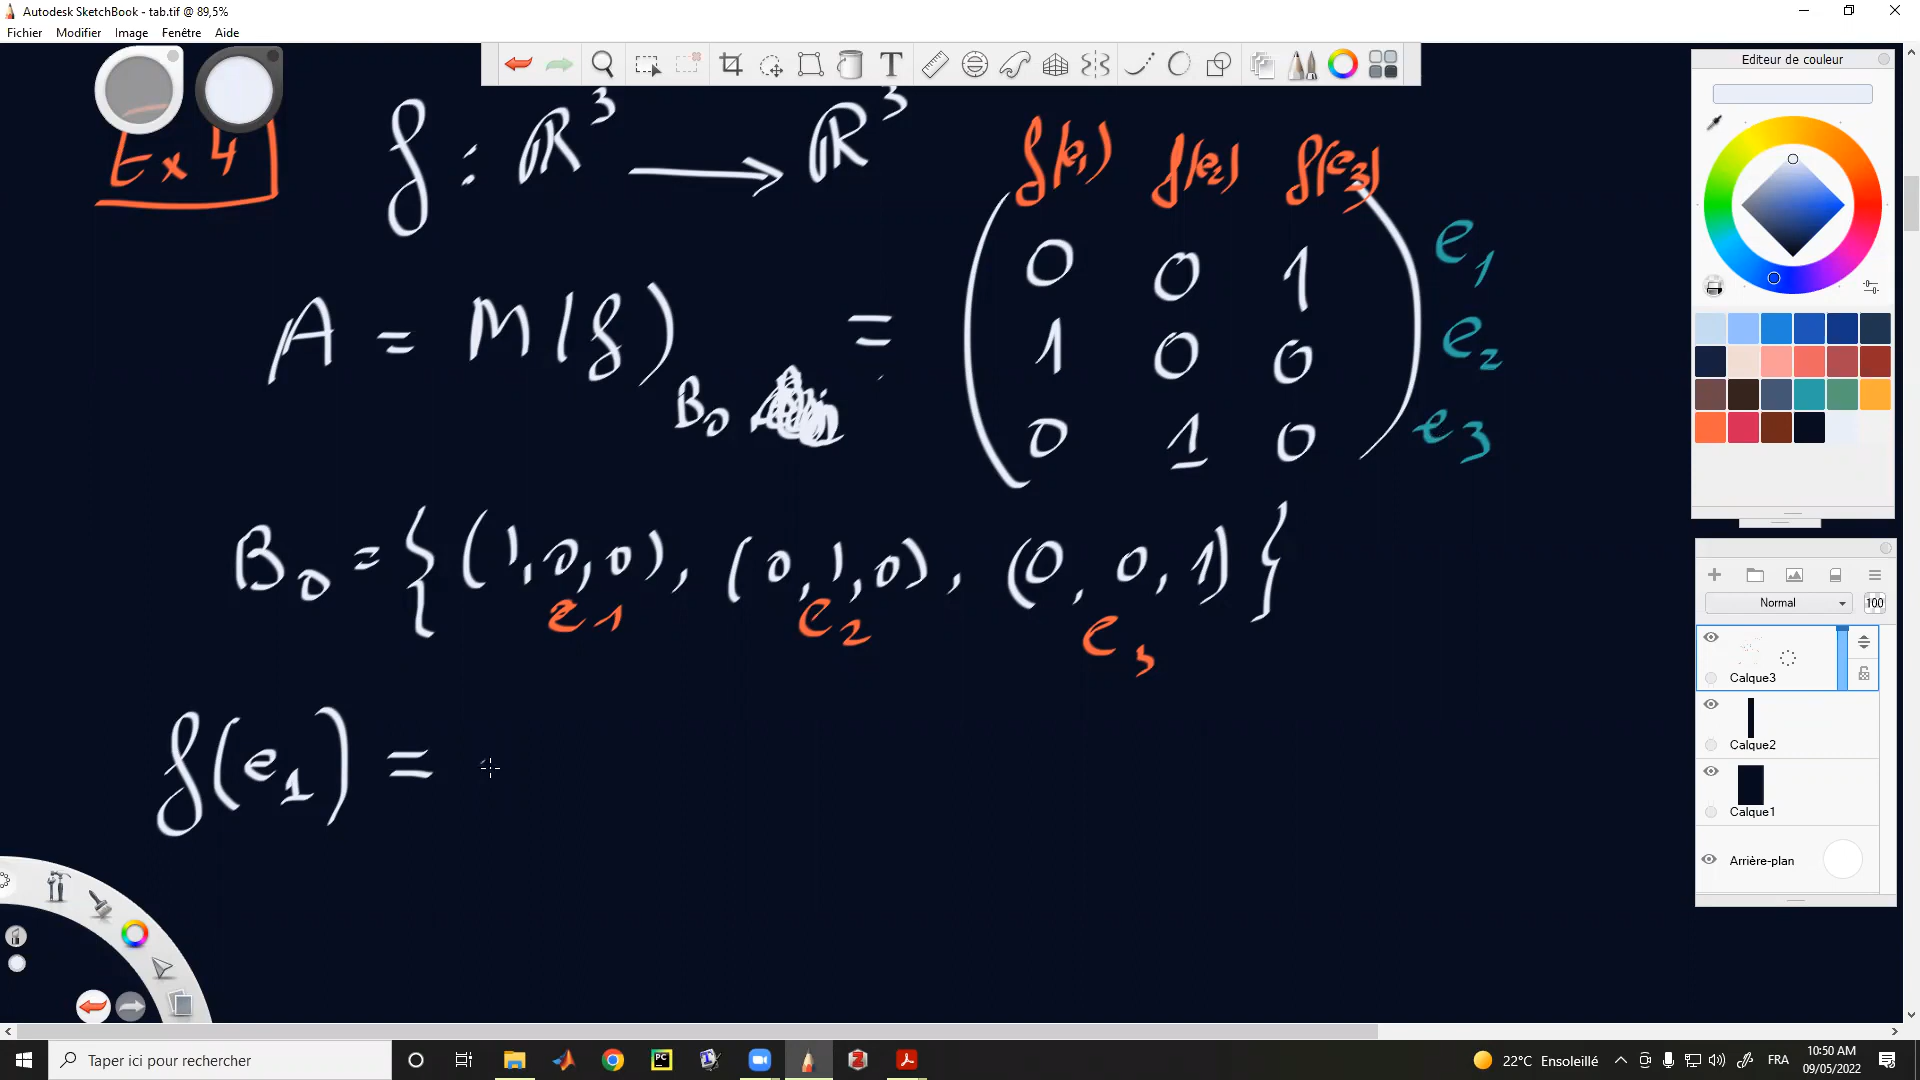 Autodesk SketchBook - tab.tif @ 89,5%
Fichier Modifier Image Fenêtre Aide
Editeur de couleur
Ex 4
f : ℝ³ ⟶ ℝ³
f(e₁) f(e₂) f(e₃)
0 0 1 e₁
A = M(f)B₀ = 1 0 0 e₂
0 1 0 e₃
B₀ = {(1,0,0), (0,1,0), (0,0,1)}
e₁ e₂ e₃
f(e₁) =
Normal 100
Calque3
Calque2
Calque1
Arrière-plan
Taper ici pour rechercher
PC
22°C Ensoleillé
FRA
10:50 AM
09/05/2022